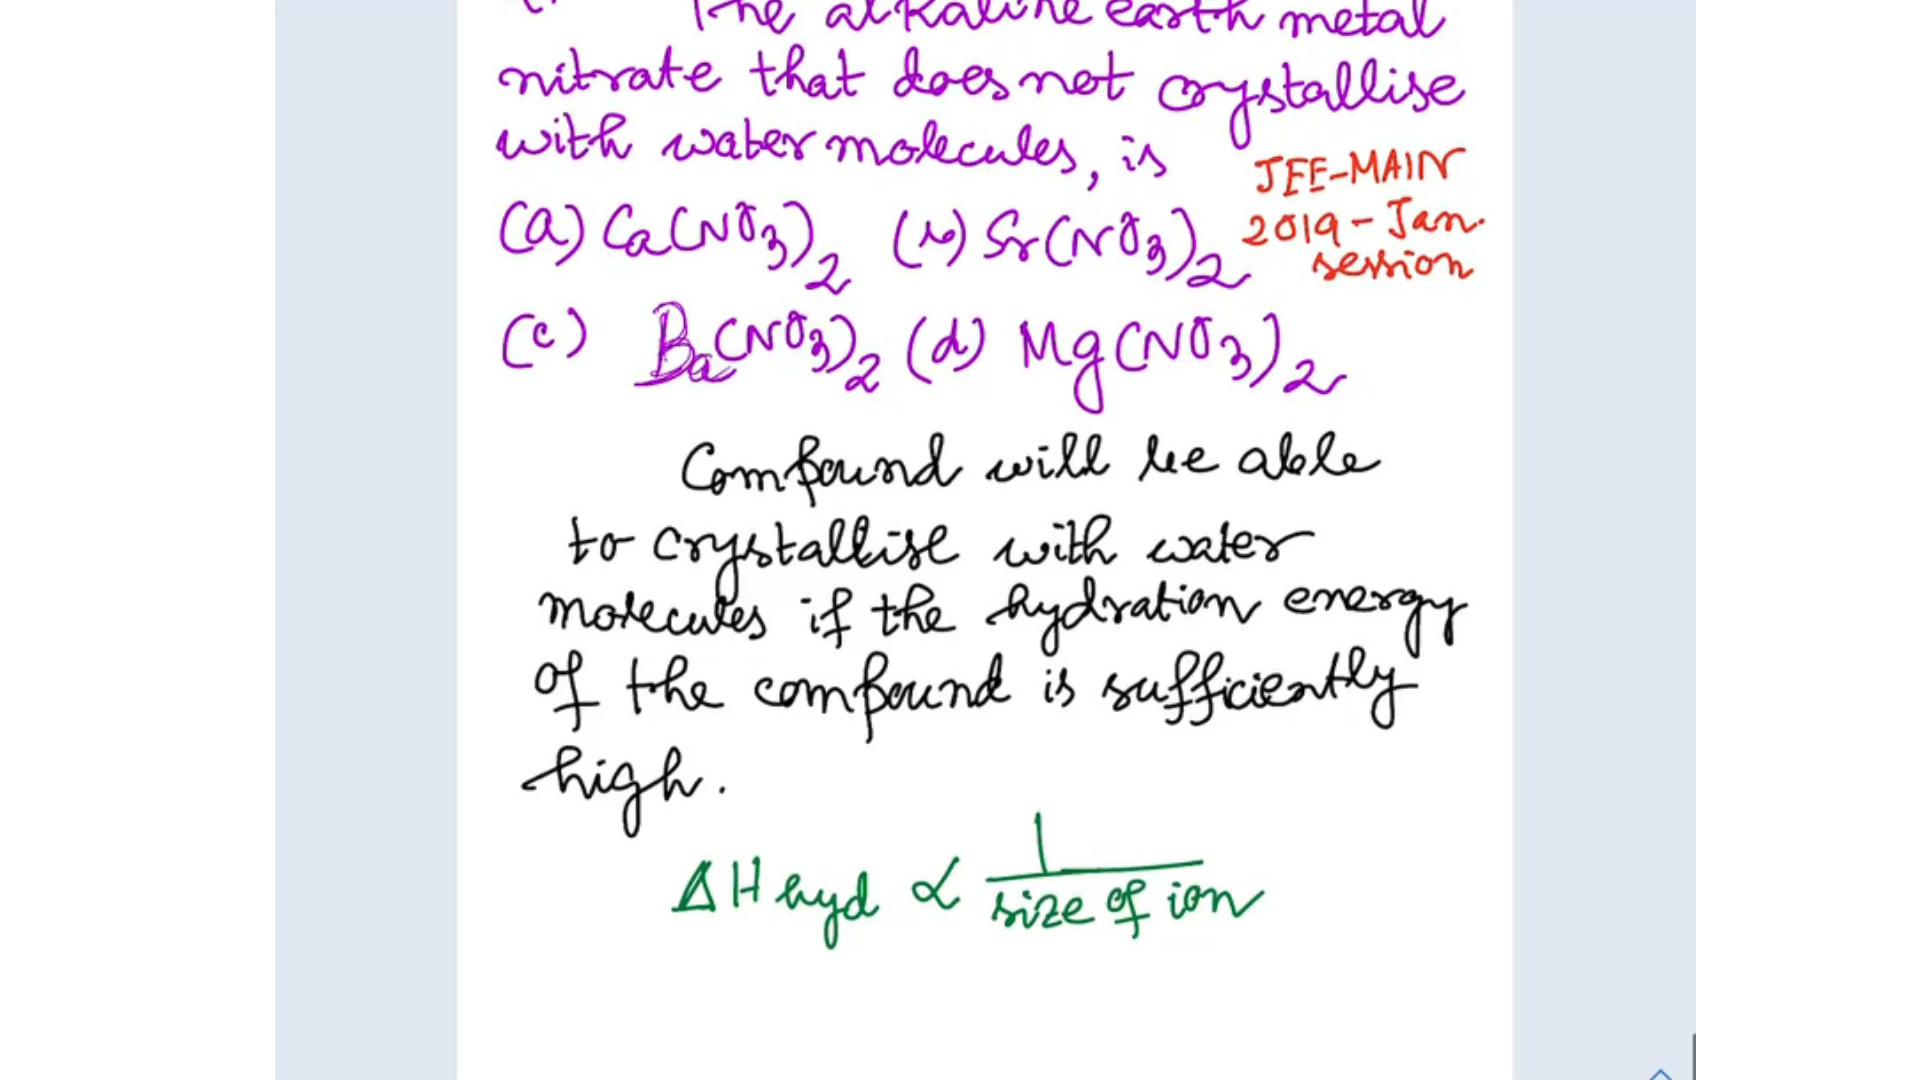 The alkaline earth metal
nitrate that does not crystallise
with water molecules, is
JEE-MAIN
2019 - Jan.
session
(a) Ca(NO3)2 (b) Sr(NO3)2
(c) Ba(NO3)2 (d) Mg(NO3)2
Compound will be able
to crystallise with water
molecules if the hydration energy
of the compound is sufficiently
high.
ΔH hyd ∝ 1/size of ion